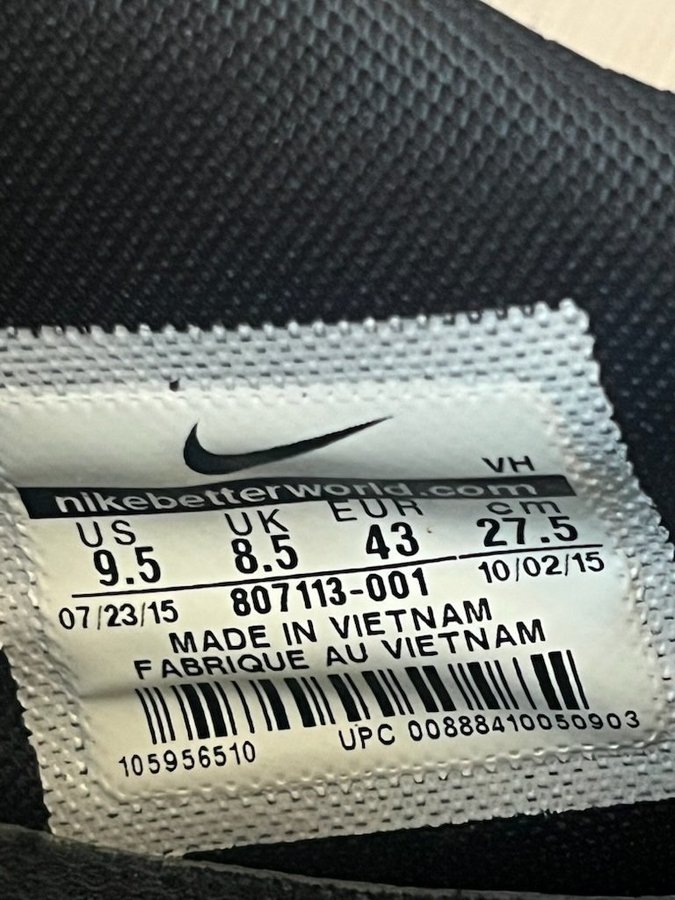 VH
nikebetterworld.com
US UK EUR cm
9.5 8.5 43 27.5
07/23/15 807113-001 10/02/15
MADE IN VIETNAM
FABRIQUE AU VIETNAM
105956510 UPC 00888410050903